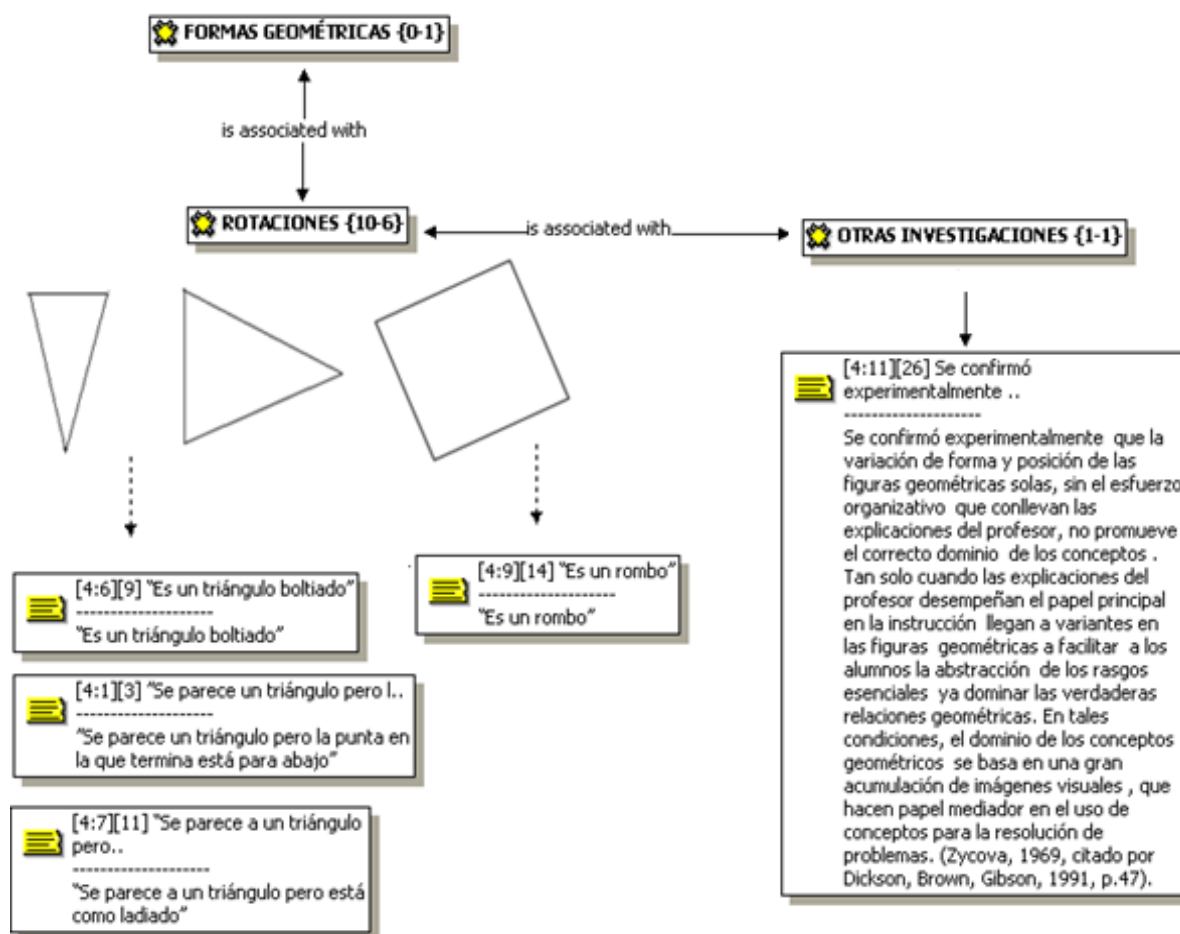 FORMAS GEOMÉTRICAS {0-1}
is associated with
ROTACIONES {10-6}
is associated with
OTRAS INVESTIGACIONES {1-1}
[4:6][9] "Es un triángulo boltiado"
--------------------
"Es un triángulo boltiado"
[4:1][3] "Se parece un triángulo pero l..
--------------------
"Se parece un triángulo pero la punta en
la que termina está para abajo"
[4:7][11] "Se parece a un triángulo
pero..
--------------------
"Se parece a un triángulo pero está
como ladiado"
[4:9][14] "Es un rombo"
--------------------
"Es un rombo"
[4:11][26] Se confirmó
experimentalmente ..
--------------------
Se confirmó experimentalmente que la
variación de forma y posición de las
figuras geométricas solas, sin el esfuerzo
organizativo que conllevan las
explicaciones del profesor, no promueve
el correcto dominio de los conceptos .
Tan solo cuando las explicaciones del
profesor desempeñan el papel principal
en la instrucción llegan a variantes en
las figuras geométricas a facilitar a los
alumnos la abstracción de los rasgos
esenciales ya dominar las verdaderas
relaciones geométricas. En tales
condiciones, el dominio de los conceptos
geométricos se basa en una gran
acumulación de imágenes visuales , que
hacen papel mediador en el uso de
conceptos para la resolución de
problemas. (Zycova, 1969, citado por
Dickson, Brown, Gibson, 1991, p.47).